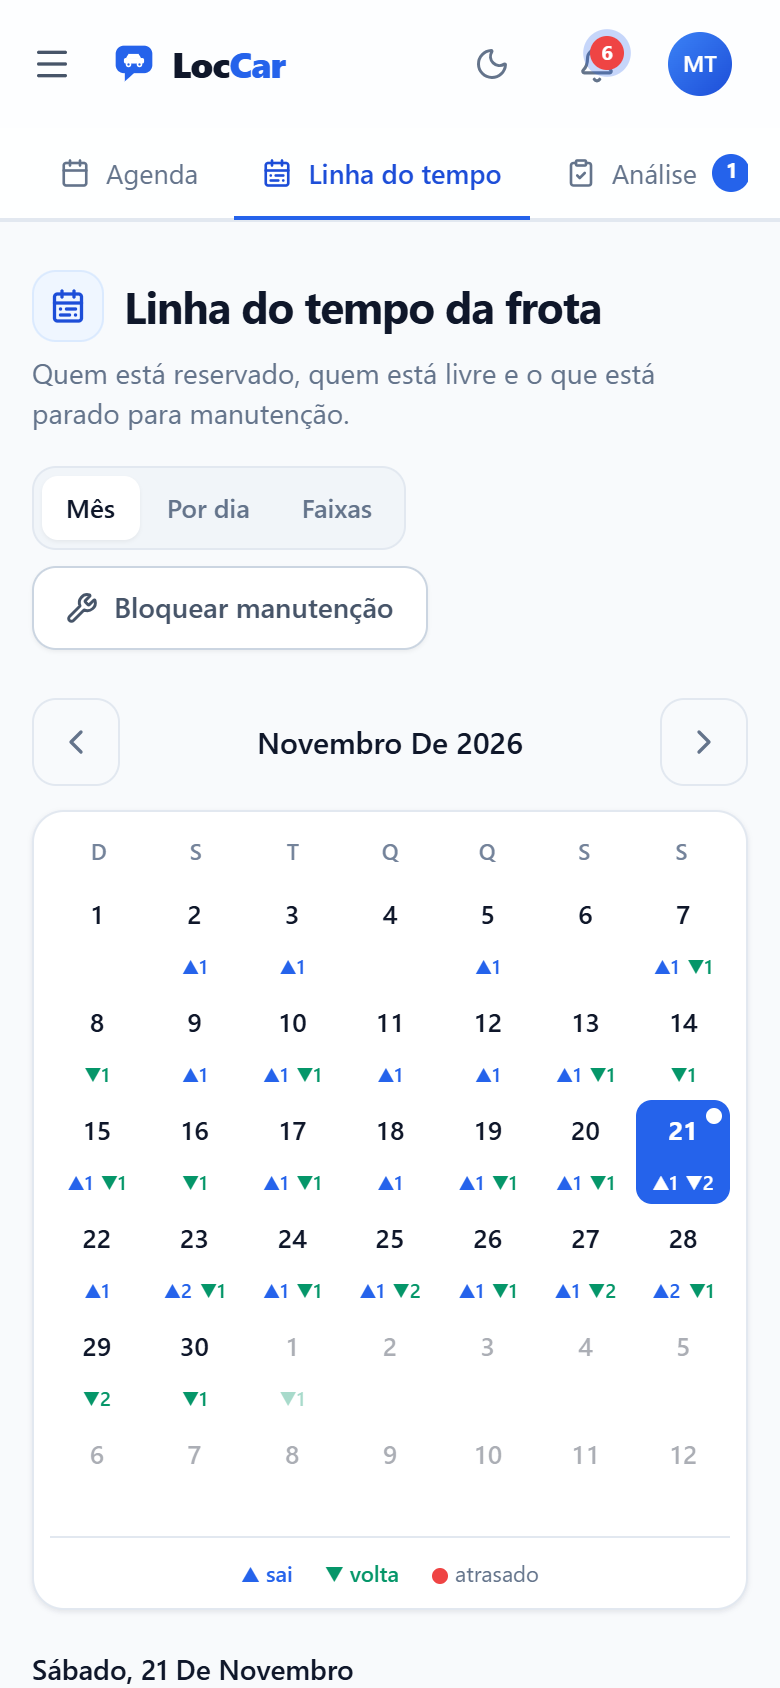 LocCar
6
MT
Agenda
Linha do tempo
Análise
1
Linha do tempo da frota
Quem está reservado, quem está livre e o que está
parado para manutenção.
Mês
Por dia
Faixas
Bloquear manutenção
Novembro De 2026
D S T Q Q S S
1 2 3 4 5 6 7
▲1 ▲1 ▲1 ▲1 ▼1
8 9 10 11 12 13 14
▼1 ▲1 ▲1 ▼1 ▲1 ▲1 ▲1 ▼1 ▼1
15 16 17 18 19 20 21
▲1 ▼1 ▼1 ▲1 ▼1 ▲1 ▲1 ▼1 ▲1 ▼1 ▲1 ▼2
22 23 24 25 26 27 28
▲1 ▲2 ▼1 ▲1 ▼1 ▲1 ▼2 ▲1 ▼1 ▲1 ▼2 ▲2 ▼1
29 30 1 2 3 4 5
▼2 ▼1 ▼1
6 7 8 9 10 11 12
▲ sai ▼ volta ● atrasado
Sábado, 21 De Novembro